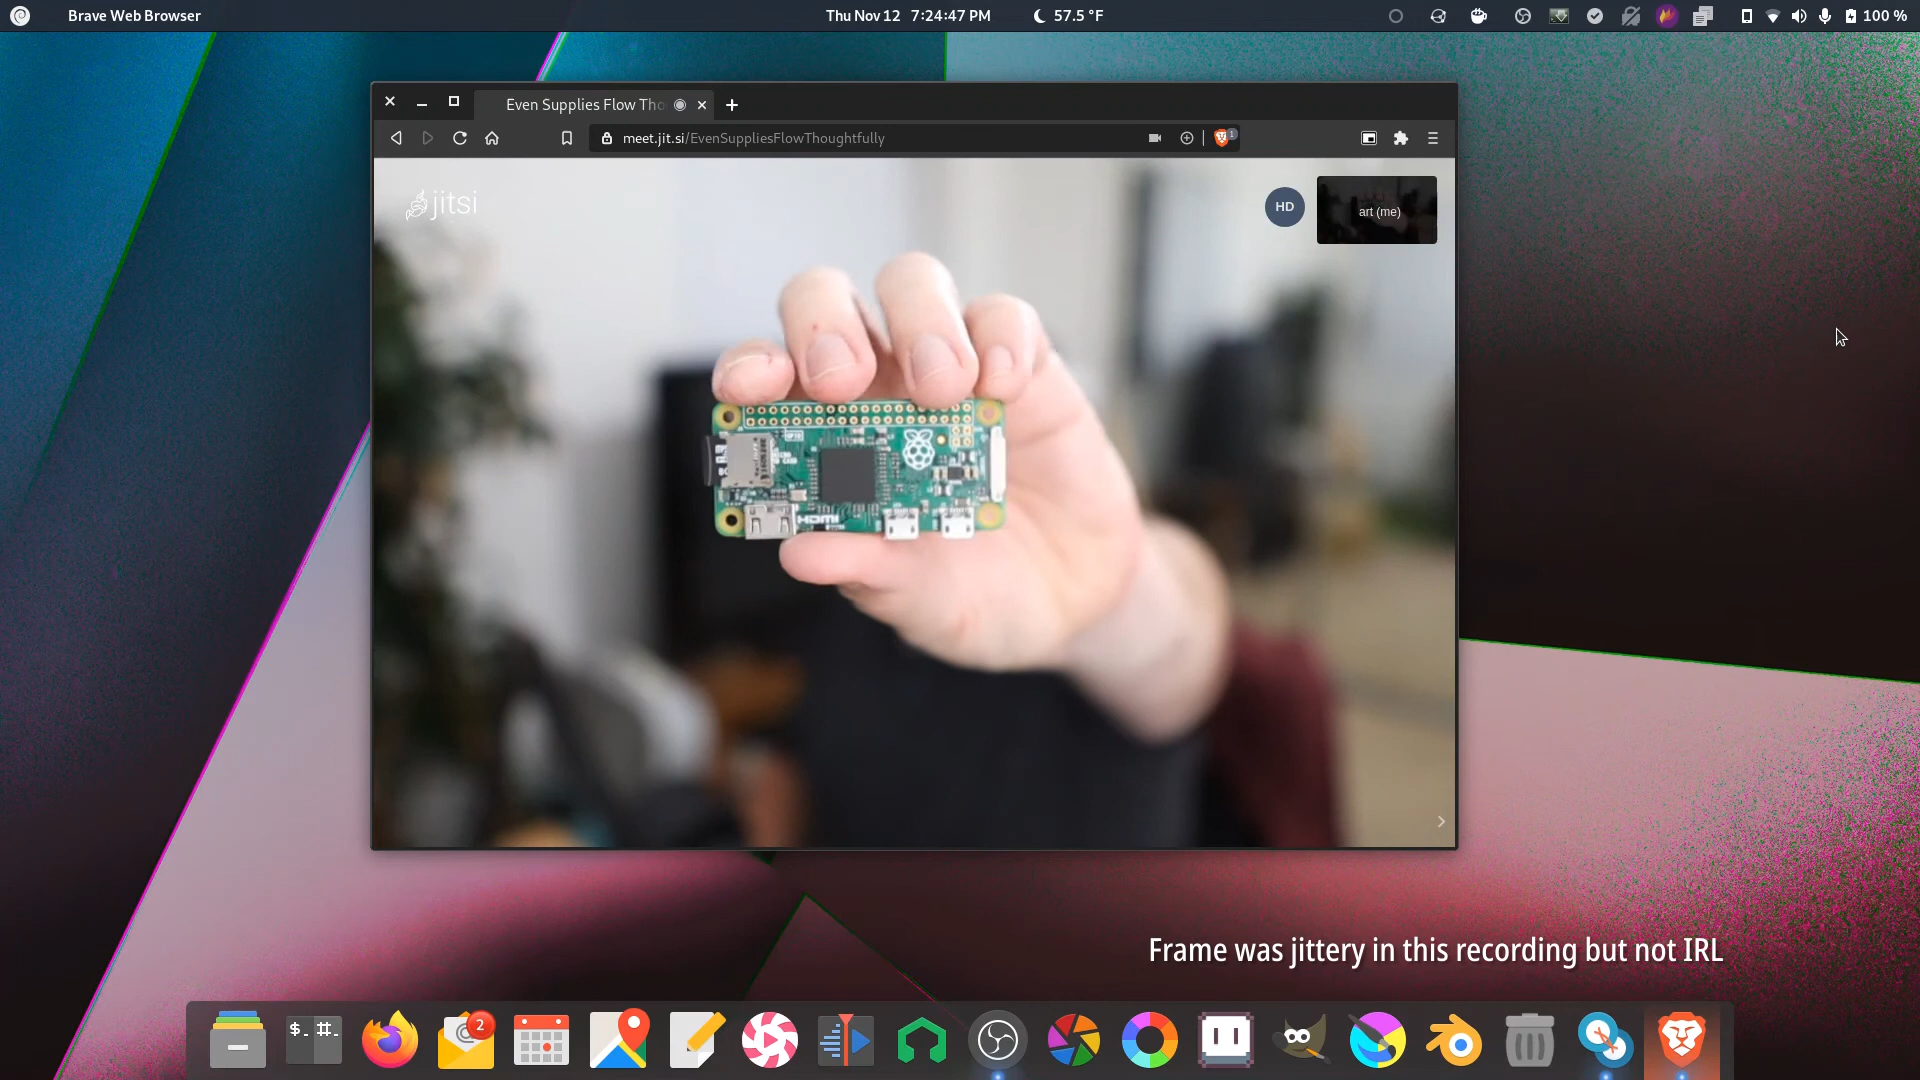 Brave Web Browser
Thu Nov 12 7:24:47 PM
57.5 °F
100 %
Even Supplies Flow Tho
meet.jit.si/EvenSuppliesFlowThoughtfully
1
jitsi
HD
art (me)
HDMI
Frame was jittery in this recording but not IRL
$- #-
2